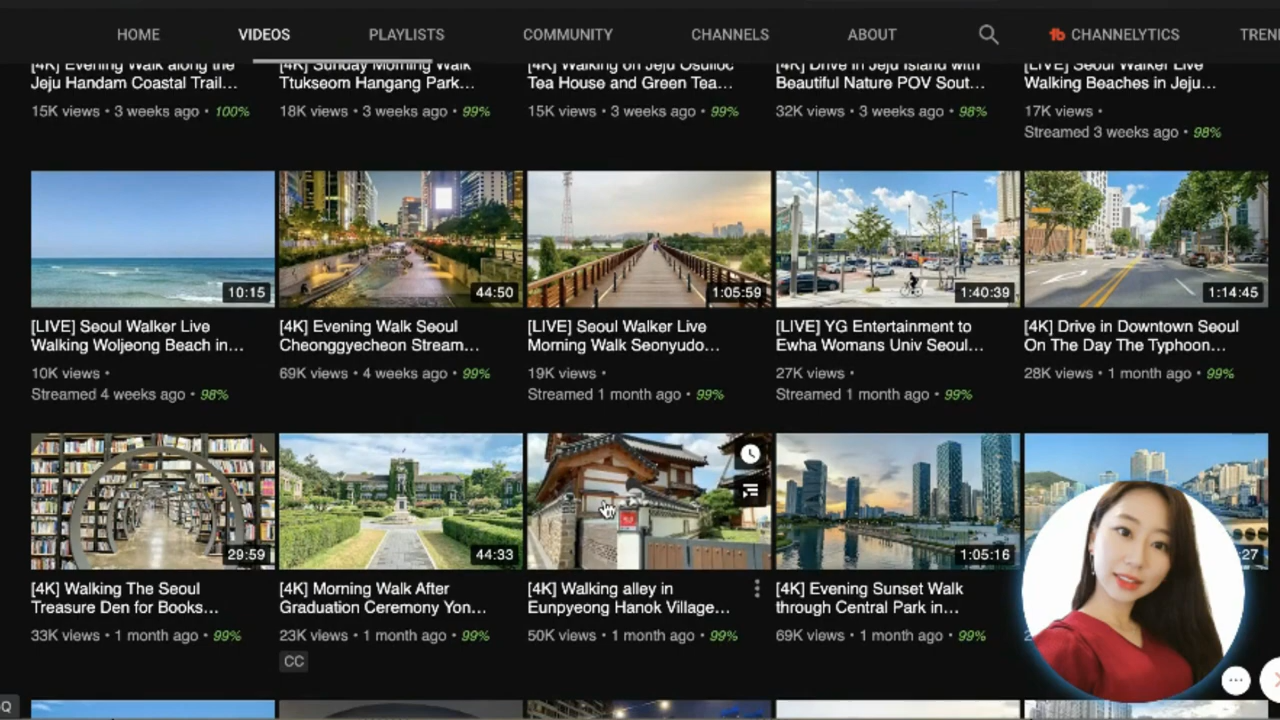 HOME VIDEOS PLAYLISTS COMMUNITY CHANNELS ABOUT CHANNELYTICS TREN
[4K] Evening Walk along the
Jeju Handam Coastal Trail...
15K views • 3 weeks ago • 100%
[4K] Sunday Morning Walk
Ttukseom Hangang Park...
18K views • 3 weeks ago • 99%
[4K] Walking on Jeju Osulloc
Tea House and Green Tea...
15K views • 3 weeks ago • 99%
[4K] Drive in Jeju Island with
Beautiful Nature POV Sout...
32K views • 3 weeks ago • 98%
[LIVE] Seoul Walker Live
Walking Beaches in Jeju...
17K views •
Streamed 3 weeks ago • 98%
10:15
[LIVE] Seoul Walker Live
Walking Woljeong Beach in...
10K views •
Streamed 4 weeks ago • 98%
44:50
[4K] Evening Walk Seoul
Cheonggyecheon Stream...
69K views • 4 weeks ago • 99%
1:05:59
[LIVE] Seoul Walker Live
Morning Walk Seonyudo...
19K views •
Streamed 1 month ago • 99%
1:40:39
[LIVE] YG Entertainment to
Ewha Womans Univ Seoul...
27K views •
Streamed 1 month ago • 99%
1:14:45
[4K] Drive in Downtown Seoul
On The Day The Typhoon...
28K views • 1 month ago • 99%
29:59
[4K] Walking The Seoul
Treasure Den for Books...
33K views • 1 month ago • 99%
44:33
[4K] Morning Walk After
Graduation Ceremony Yon...
23K views • 1 month ago • 99%
CC
[4K] Walking alley in
Eunpyeong Hanok Village...
50K views • 1 month ago • 99%
1:05:16
[4K] Evening Sunset Walk
through Central Park in...
69K views • 1 month ago • 99%
:27
Q